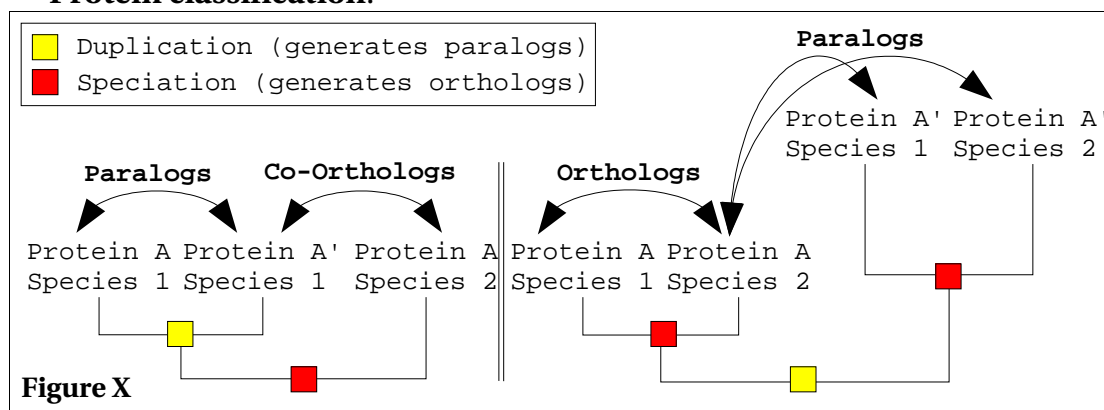 Protein classification.
Duplication (generates paralogs)
Speciation (generates orthologs)
Paralogs
Protein A' Protein A'
Species 1 Species 2
Paralogs Co-Orthologs
Orthologs
Protein A Protein A' Protein A
Species 1 Species 1 Species 2
Protein A Protein A
Species 1 Species 2
Figure X